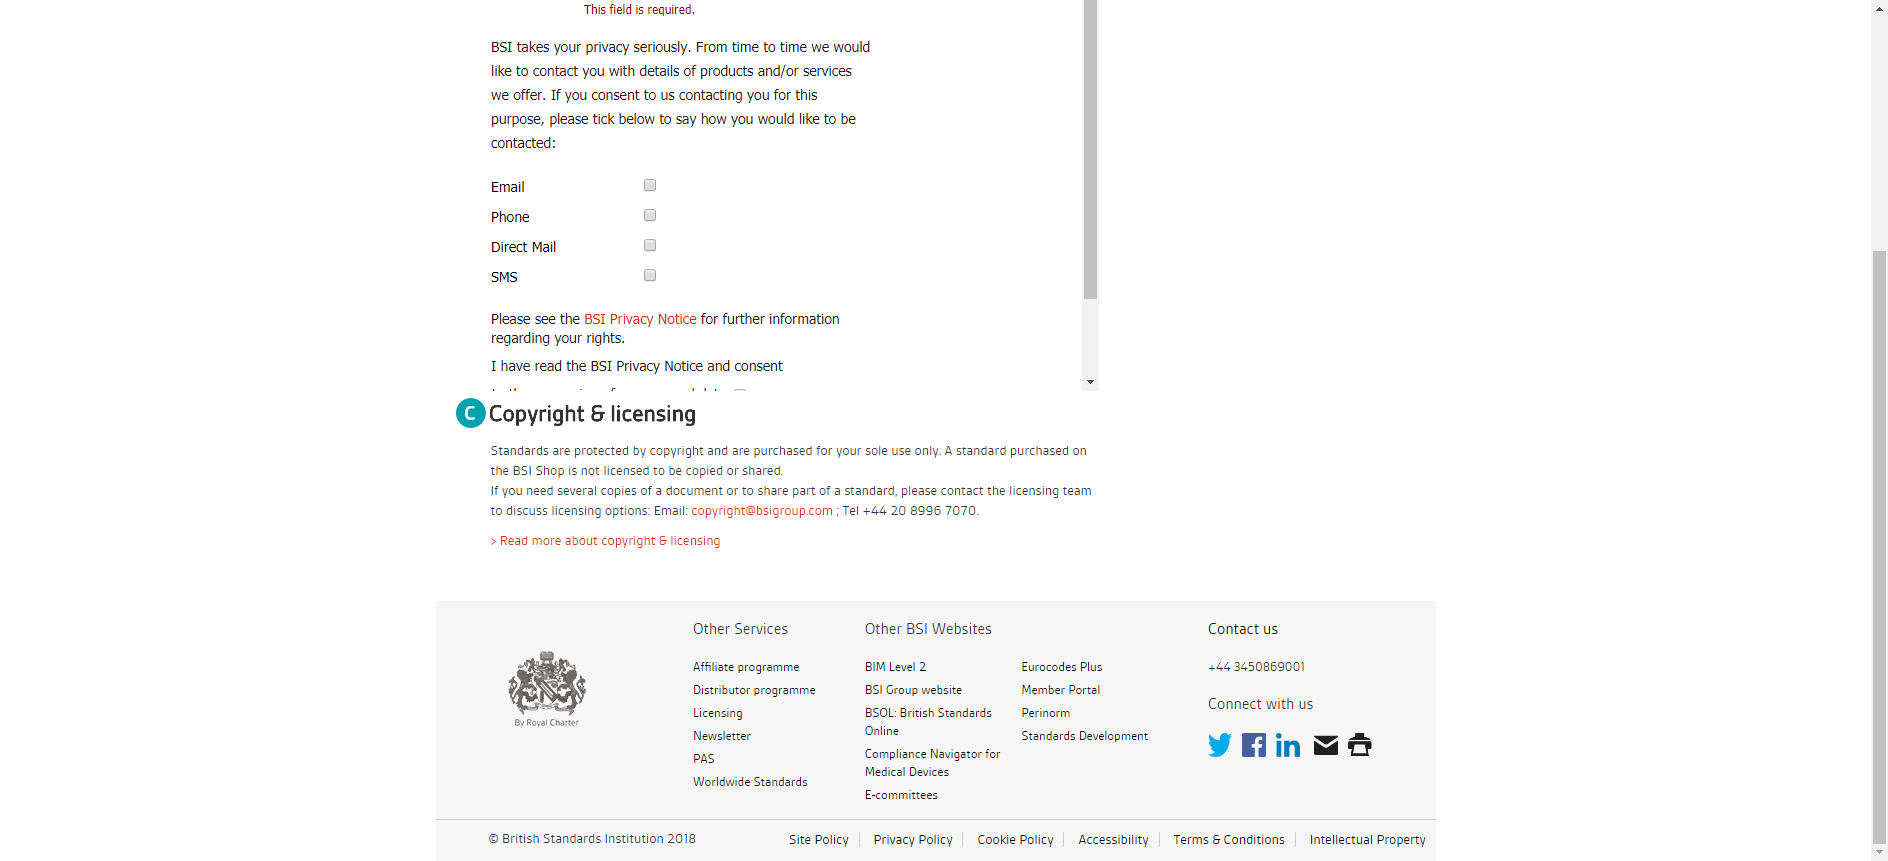 This field is required.
BSI takes your privacy seriously. From time to time we would
like to contact you with details of products and/or services
we offer. If you consent to us contacting you for this
purpose, please tick below to say how you would like to be
contacted:
Email
Phone
Direct Mail
SMS
Please see the BSI Privacy Notice for further information
regarding your rights.
I have read the BSI Privacy Notice and consent
C Copyright & licensing
Standards are protected by copyright and are purchased for your sole use only. A standard purchased on
the BSI Shop is not licensed to be copied or shared.
If you need several copies of a document or to share part of a standard, please contact the licensing team
to discuss licensing options: Email: copyright@bsigroup.com ; Tel +44 20 8996 7070.
> Read more about copyright & licensing
By Royal Charter
Other Services
Affiliate programme
Distributor programme
Licensing
Newsletter
PAS
Worldwide Standards
Other BSI Websites
BIM Level 2
BSI Group website
BSOL: British Standards
Online
Compliance Navigator for
Medical Devices
E-committees
Eurocodes Plus
Member Portal
Perinorm
Standards Development
Contact us
+44 3450869001
Connect with us
© British Standards Institution 2018
Site Policy
Privacy Policy
Cookie Policy
Accessibility
Terms & Conditions
Intellectual Property